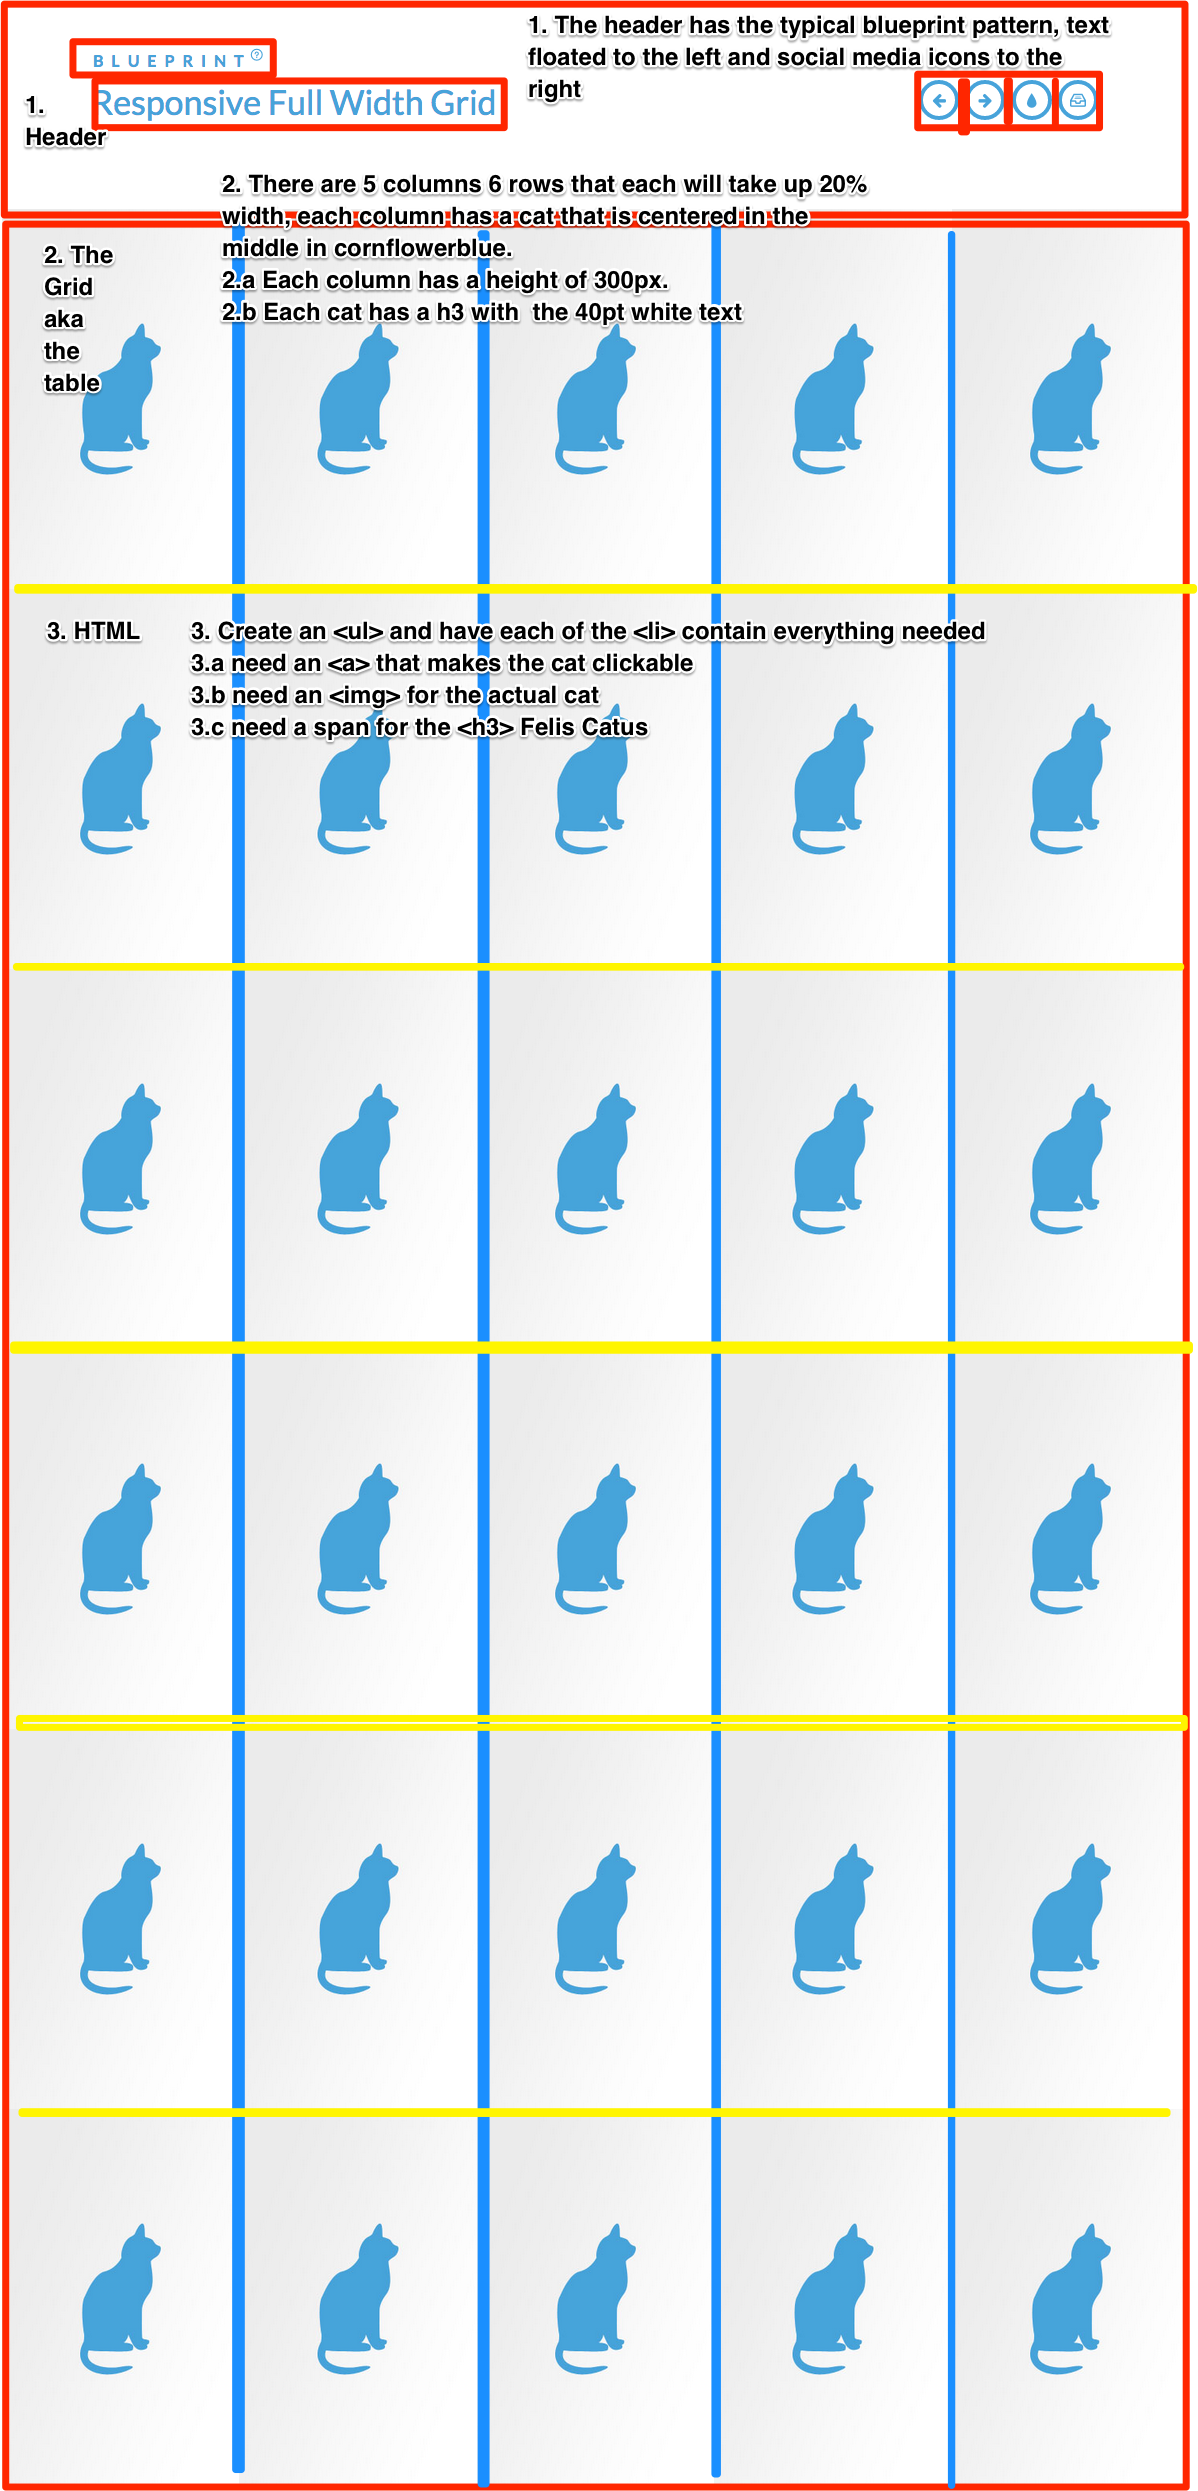 1. The header has the typical blueprint pattern, text
floated to the left and social media icons to the
right
BLUEPRINT?
Responsive Full Width Grid
1.
Header
2. There are 5 columns 6 rows that each will take up 20%
width, each column has a cat that is centered in the
middle in cornflowerblue.
2.a Each column has a height of 300px.
2.b Each cat has a h3 with the 40pt white text
2. The
Grid
aka
the
table
3. HTML
3. Create an <ul> and have each of the <li> contain everything needed
3.a need an <a> that makes the cat clickable
3.b need an <img> for the actual cat
3.c need a span for the <h3> Felis Catus